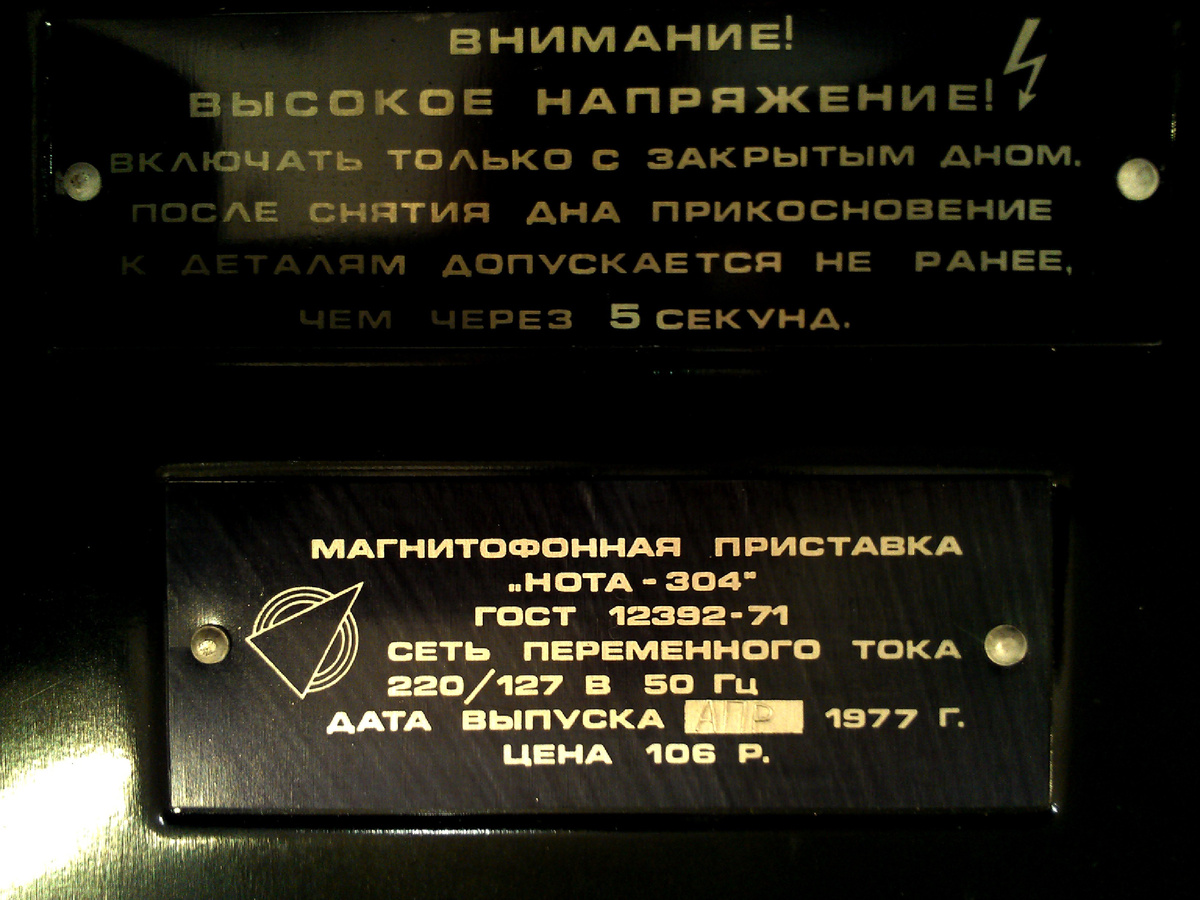 ВНИМАНИЕ!
ВЫСОКОЕ НАПРЯЖЕНИЕ!
ВКЛЮЧАТЬ ТОЛЬКО С ЗАКРЫТЫМ ДНОМ.
ПОСЛЕ СНЯТИЯ ДНА ПРИКОСНОВЕНИЕ
К ДЕТАЛЯМ ДОПУСКАЕТСЯ НЕ РАНЕЕ,
ЧЕМ ЧЕРЕЗ 5 СЕКУНД.
МАГНИТОФОННАЯ ПРИСТАВКА
„НОТА-304"
ГОСТ 12392-71
СЕТЬ ПЕРЕМЕННОГО ТОКА
220/127 В 50 Гц
ДАТА ВЫПУСКА АПР 1977 Г.
ЦЕНА 106 Р.